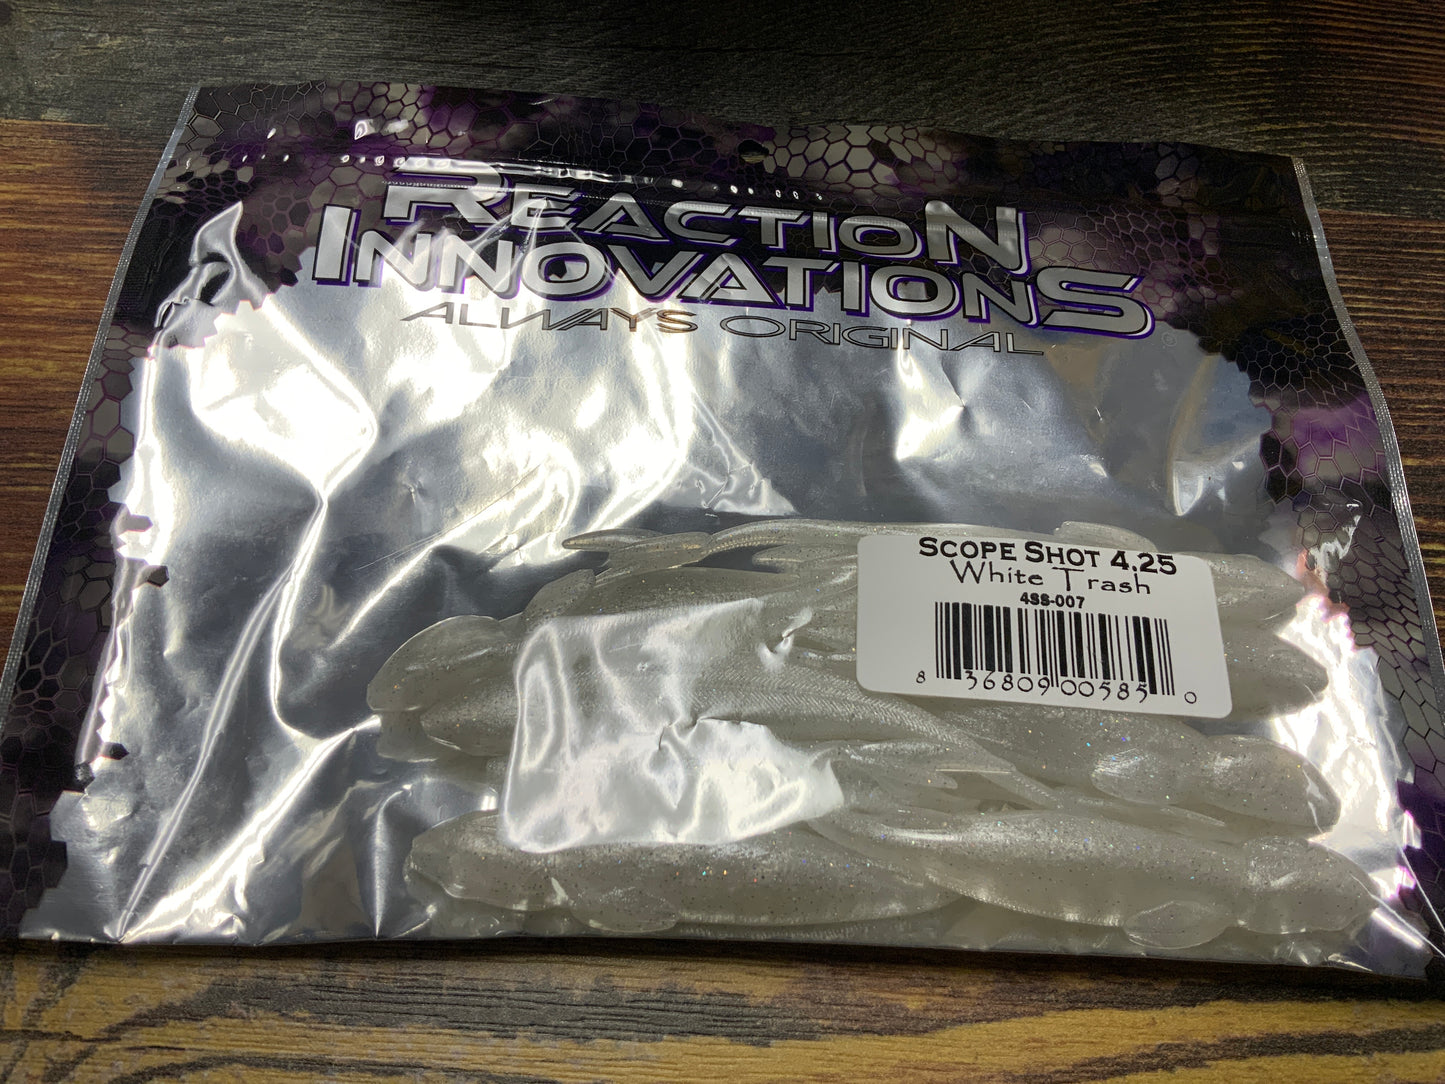 REACTION
INNOVATIONS
ALWAYS ORIGINAL
SCOPE SHOT 4.25
White Trash
4SS-007
8 36809 00585 0